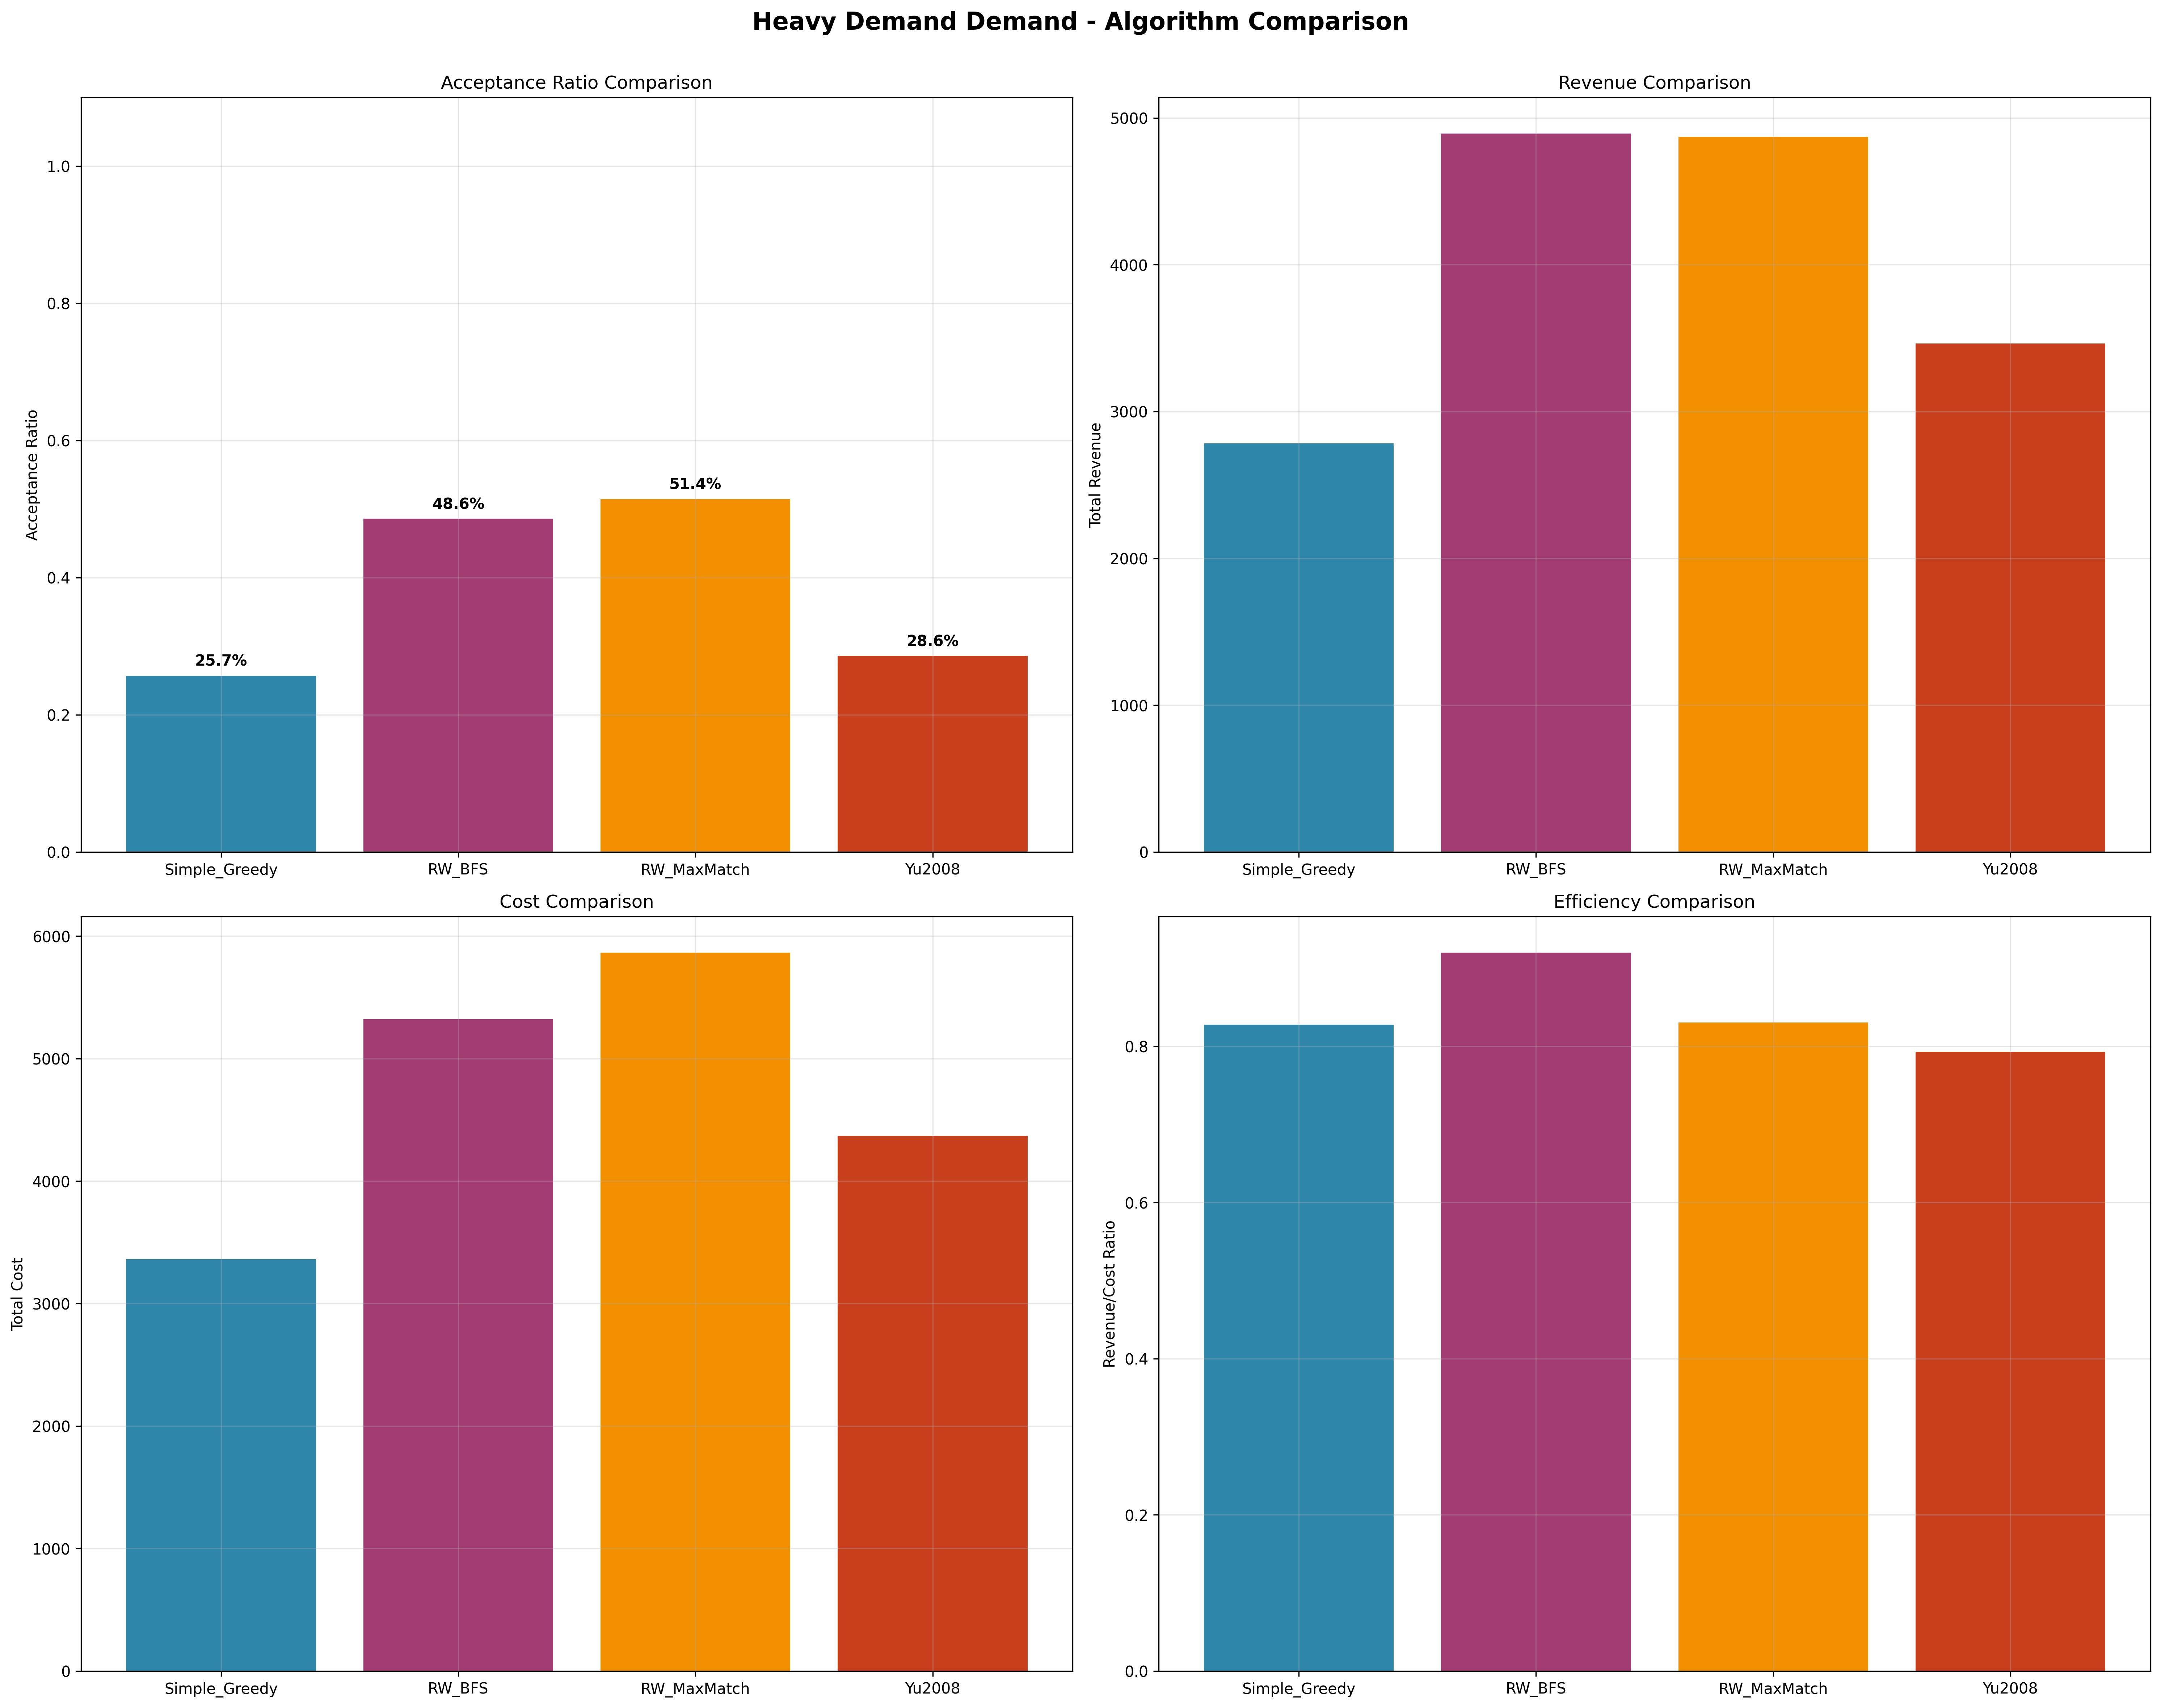 Heavy Demand Demand - Algorithm Comparison
Acceptance Ratio Comparison
Acceptance Ratio
1.0
0.8
0.6
0.4
0.2
0.0
25.7%
48.6%
51.4%
28.6%
Simple_Greedy
RW_BFS
RW_MaxMatch
Yu2008
Revenue Comparison
Total Revenue
5000
4000
3000
2000
1000
0
Simple_Greedy
RW_BFS
RW_MaxMatch
Yu2008
Cost Comparison
Total Cost
6000
5000
4000
3000
2000
1000
0
Simple_Greedy
RW_BFS
RW_MaxMatch
Yu2008
Efficiency Comparison
Revenue/Cost Ratio
0.8
0.6
0.4
0.2
0.0
Simple_Greedy
RW_BFS
RW_MaxMatch
Yu2008